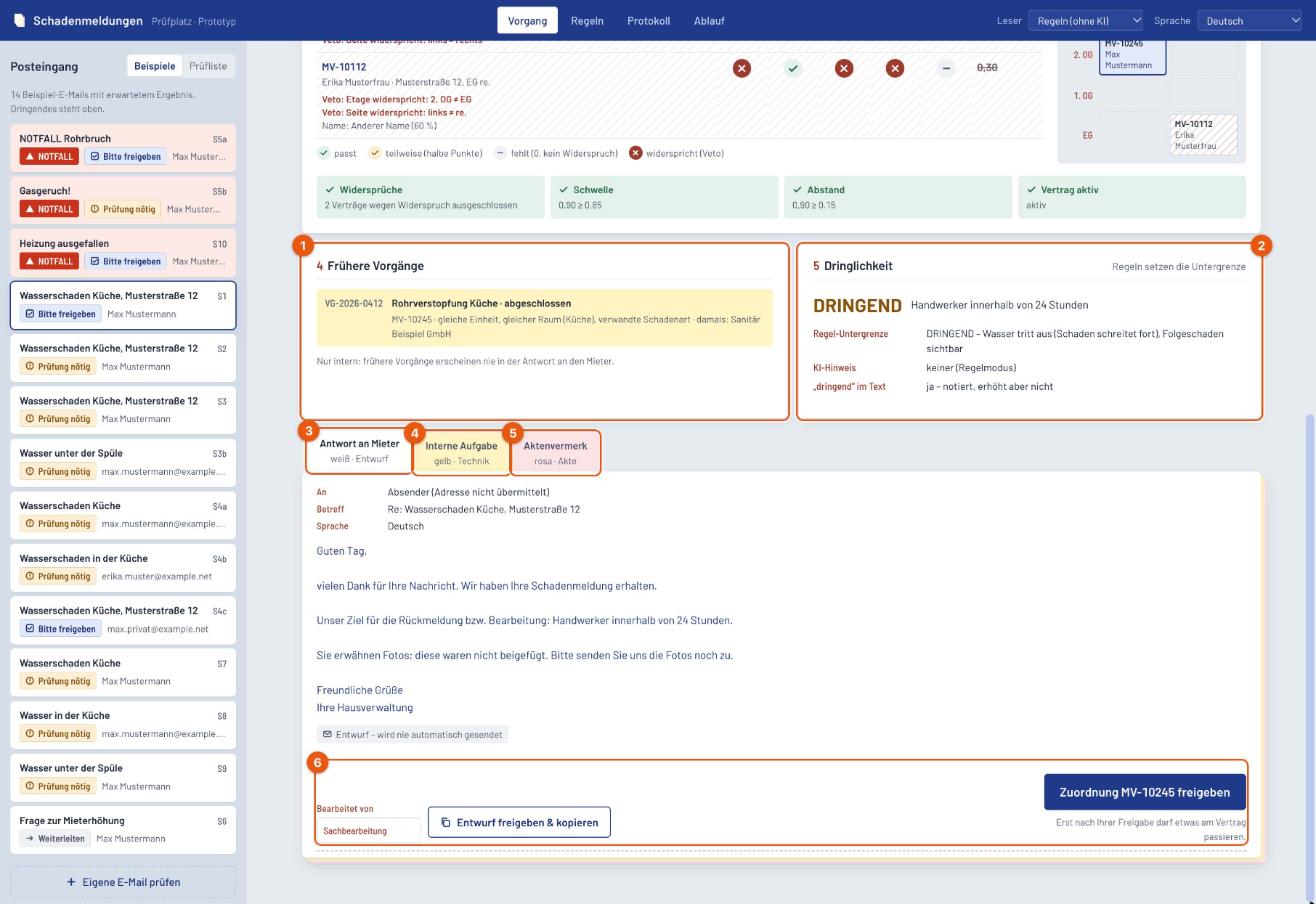 Schadenmeldungen Prüfplatz · Prototyp
Vorgang Regeln Protokoll Ablauf
Leser Regeln (ohne KI) Sprache Deutsch
Posteingang Beispiele Prüfliste
14 Beispiel-E-Mails mit erwartetem Ergebnis.
Dringendes steht oben.
NOTFALL Rohrbruch S5a
NOTFALL Bitte freigeben Max Muster...
Gasgeruch! S5b
NOTFALL Prüfung nötig Max Muster...
Heizung ausgefallen S10
NOTFALL Bitte freigeben Max Muster...
Wasserschaden Küche, Musterstraße 12 S1
Bitte freigeben Max Mustermann
Wasserschaden Küche, Musterstraße 12 S2
Prüfung nötig Max Mustermann
Wasserschaden Küche, Musterstraße 12 S3
Prüfung nötig Max Mustermann
Wasser unter der Spüle S3b
Prüfung nötig max.mustermann@example....
Wasserschaden Küche S4a
Prüfung nötig max.mustermann@example....
Wasserschaden in der Küche S4b
Prüfung nötig erika.muster@example.net
Wasserschaden Küche, Musterstraße 12 S4c
Bitte freigeben max.privat@example.net
Wasserschaden Küche S7
Prüfung nötig Max Mustermann
Wasser in der Küche S8
Prüfung nötig max.mustermann@example....
Wasser unter der Spüle S9
Prüfung nötig Max Mustermann
Frage zur Mieterhöhung S6
Weiterleiten Max Mustermann
+ Eigene E-Mail prüfen
Veto: Seite widerspricht: links ≠ rechts
MV-10112 0,30
Erika Musterfrau · Musterstraße 12, EG re.
Veto: Etage widerspricht: 2. OG ≠ EG
Veto: Seite widerspricht: links ≠ re.
Name: Anderer Name (60 %)
passt teilweise (halbe Punkte) fehlt (0, kein Widerspruch) widerspricht (Veto)
2. OG
MV-10245
Max
Mustermann
1. OG
EG
MV-10112
Erika
Musterfrau
Widersprüche
2 Verträge wegen Widerspruch ausgeschlossen
Schwelle
0,90 ≥ 0.85
Abstand
0,90 ≥ 0.15
Vertrag aktiv
aktiv
1
4 Frühere Vorgänge
VG-2026-0412 Rohrverstopfung Küche · abgeschlossen
MV-10245 · gleiche Einheit, gleicher Raum (Küche), verwandte Schadenart · damals: Sanitär
Beispiel GmbH
Nur intern: frühere Vorgänge erscheinen nie in der Antwort an den Mieter.
2
5 Dringlichkeit Regeln setzen die Untergrenze
DRINGEND Handwerker innerhalb von 24 Stunden
Regel-Untergrenze DRINGEND – Wasser tritt aus (Schaden schreitet fort), Folgeschaden
sichtbar
KI-Hinweis keiner (Regelmodus)
„dringend“ im Text ja – notiert, erhöht aber nicht
3
Antwort an Mieter
weiß · Entwurf
4
Interne Aufgabe
gelb · Technik
5
Aktenvermerk
rosa · Akte
An Absender (Adresse nicht übermittelt)
Betreff Re: Wasserschaden Küche, Musterstraße 12
Sprache Deutsch
Guten Tag,
vielen Dank für Ihre Nachricht. Wir haben Ihre Schadenmeldung erhalten.
Unser Ziel für die Rückmeldung bzw. Bearbeitung: Handwerker innerhalb von 24 Stunden.
Sie erwähnen Fotos; diese waren nicht beigefügt. Bitte senden Sie uns die Fotos noch zu.
Freundliche Grüße
Ihre Hausverwaltung
Entwurf – wird nie automatisch gesendet
6
Bearbeitet von
Sachbearbeitung
Entwurf freigeben & kopieren
Zuordnung MV-10245 freigeben
Erst nach Ihrer Freigabe darf etwas am Vertrag
passieren.